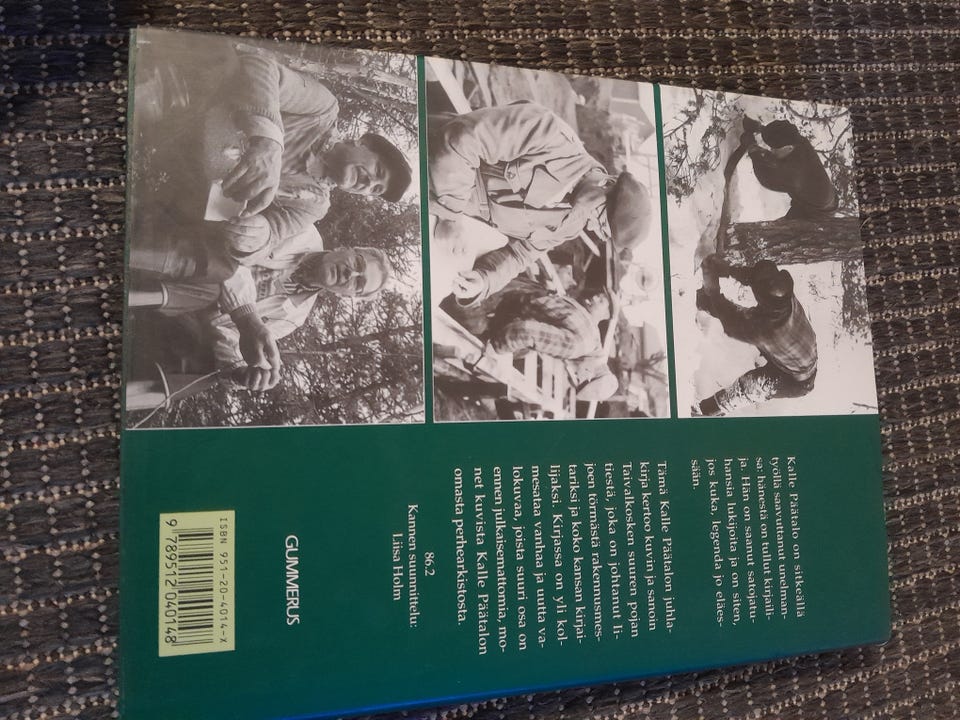 Kalle Päätalo on sitkeällä
työllä saavuttanut unelman-
sa: hänestä on tullut kirjaili-
ja. Hän on saanut satojatu-
hansia lukijoita ja on siten,
jos kuka, legenda jo eläes-
sään.
Tämä Kalle Päätalon juhla-
kirja kertoo kuvin ja sanoin
Taivalkosken suuren pojan
tiestä, joka on johtanut Ii-
joen törmästä rakennusmes-
tariksi ja koko kansan kirjai-
lijaksi. Kirjassa on yli kol-
mesataa vanhaa ja uutta va-
lokuvaa, joista suuri osa on
ennen julkaisemattomia, mo-
net kuvista Kalle Päätalon
omasta perhearkistosta.
86.2
Kannen suunnittelu:
Liisa Holm
GUMMERUS
ISBN 951-20-4014-X
9 789512 040148